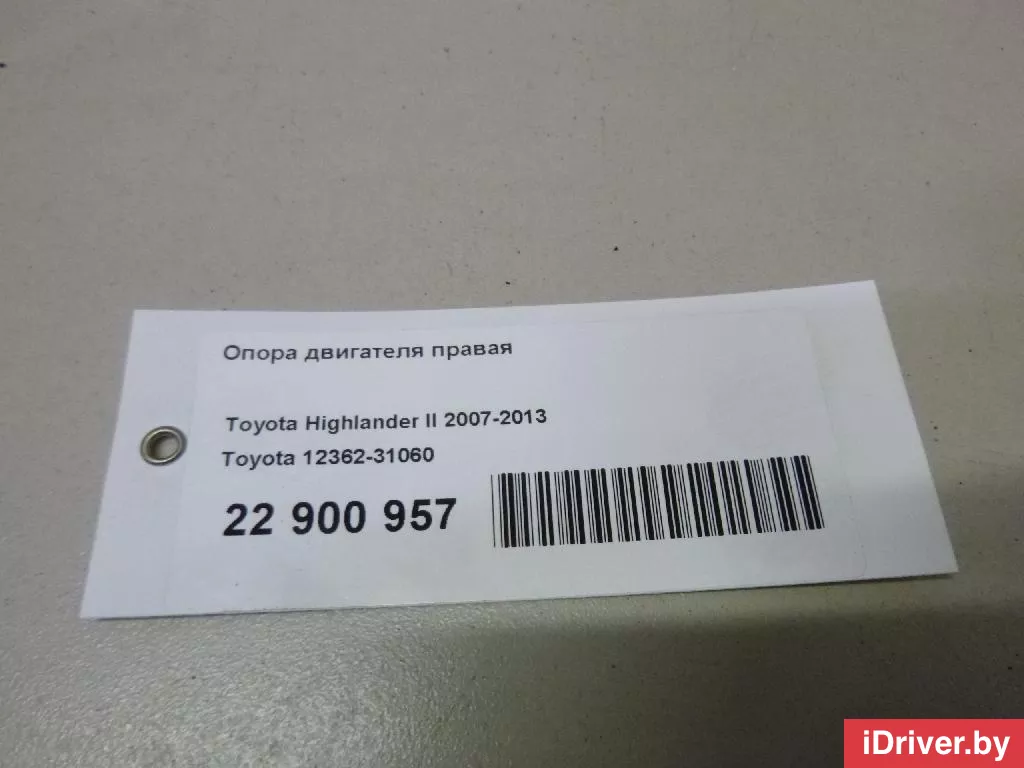 Опора двигателя правая
Toyota Highlander II 2007-2013
Toyota 12362-31060
22 900 957
iDriver.by